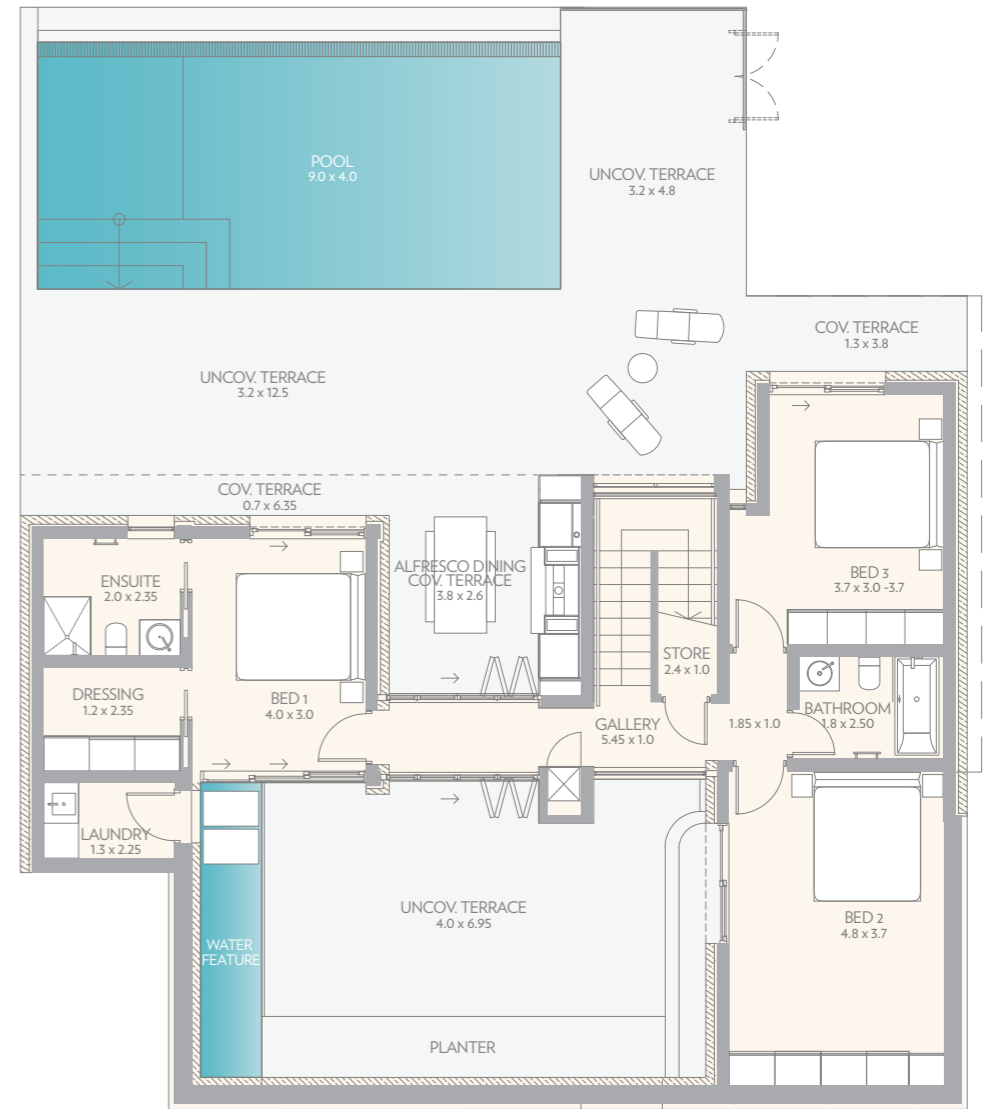 POOL
9.0 x 4.0
UNCOV. TERRACE
3.2 x 4.8
COV. TERRACE
1.3 x 3.8
UNCOV. TERRACE
3.2 x 12.5
COV. TERRACE
0.7 x 6.35
ALFRESCO DINING
COV. TERRACE
3.8 x 2.6
ENSUITE
2.0 x 2.35
BED 3
3.7 x 3.0 -3.7
STORE
2.4 x 1.0
DRESSING
1.2 x 2.35
BED 1
4.0 x 3.0
GALLERY
5.45 x 1.0
1.85 x 1.0
BATHROOM
1.8 x 2.50
LAUNDRY
1.3 x 2.25
UNCOV. TERRACE
4.0 x 6.95
BED 2
4.8 x 3.7
WATER
FEATURE
PLANTER